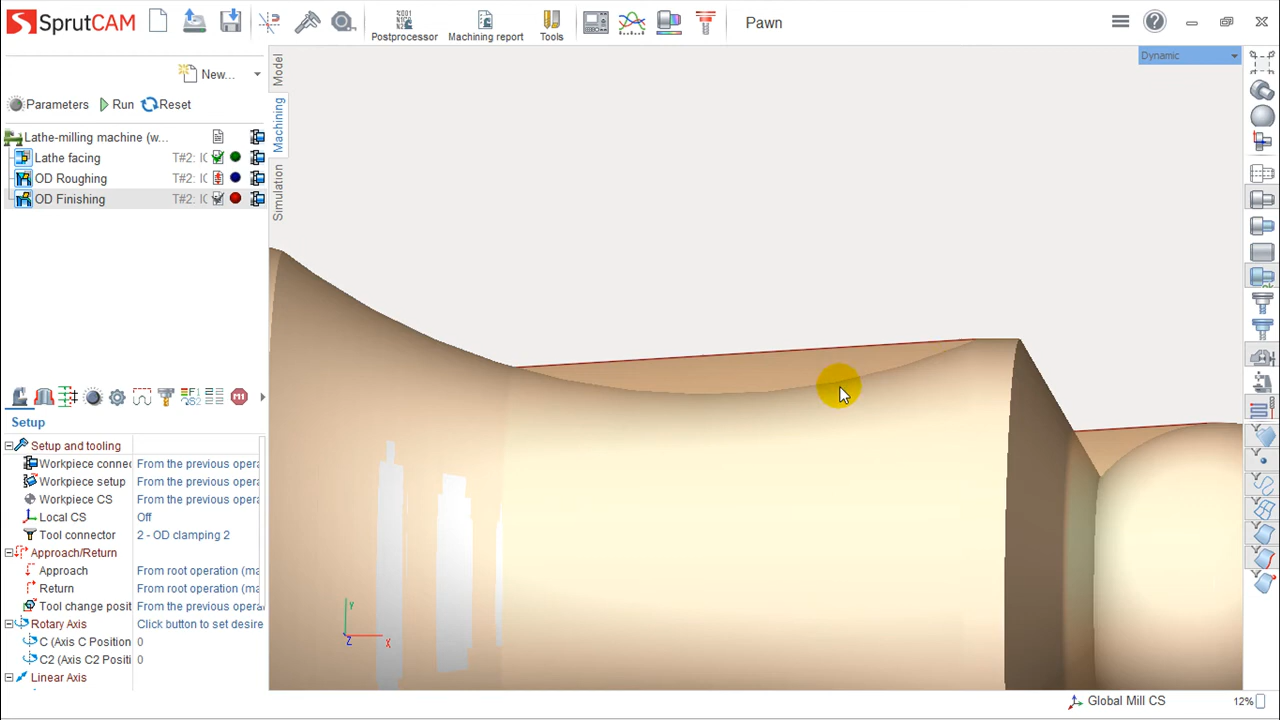 SprutCAM
%001
Postprocessor
Machining report
Tools
Pawn
Dynamic
New...
Parameters
Run
Reset
Model
Machining
Simulation
Lathe-milling machine (w...
Lathe facing
T#2: IC
OD Roughing
T#2: IC
OD Finishing
T#2: IC
M1
Setup
Setup and tooling
Workpiece connec
From the previous opera
Workpiece setup
From the previous opera
Workpiece CS
From the previous opera
Local CS
Off
Tool connector
2 - OD clamping 2
Approach/Return
Approach
From root operation (ma
Return
From root operation (ma
Tool change posit
From the previous opera
Rotary Axis
Click button to set desire
C (Axis C Position
0
C2 (Axis C2 Positi
0
Linear Axis
Y
Z
X
Global Mill CS
12%